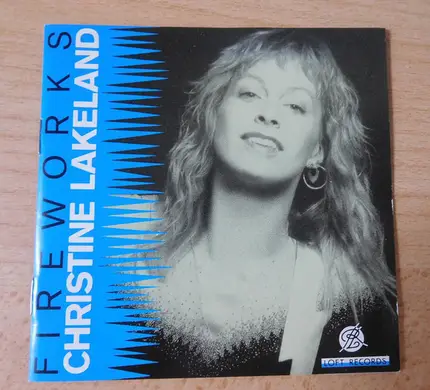 FIREWORKS
CHRISTINE LAKELAND
LOFT RECORDS